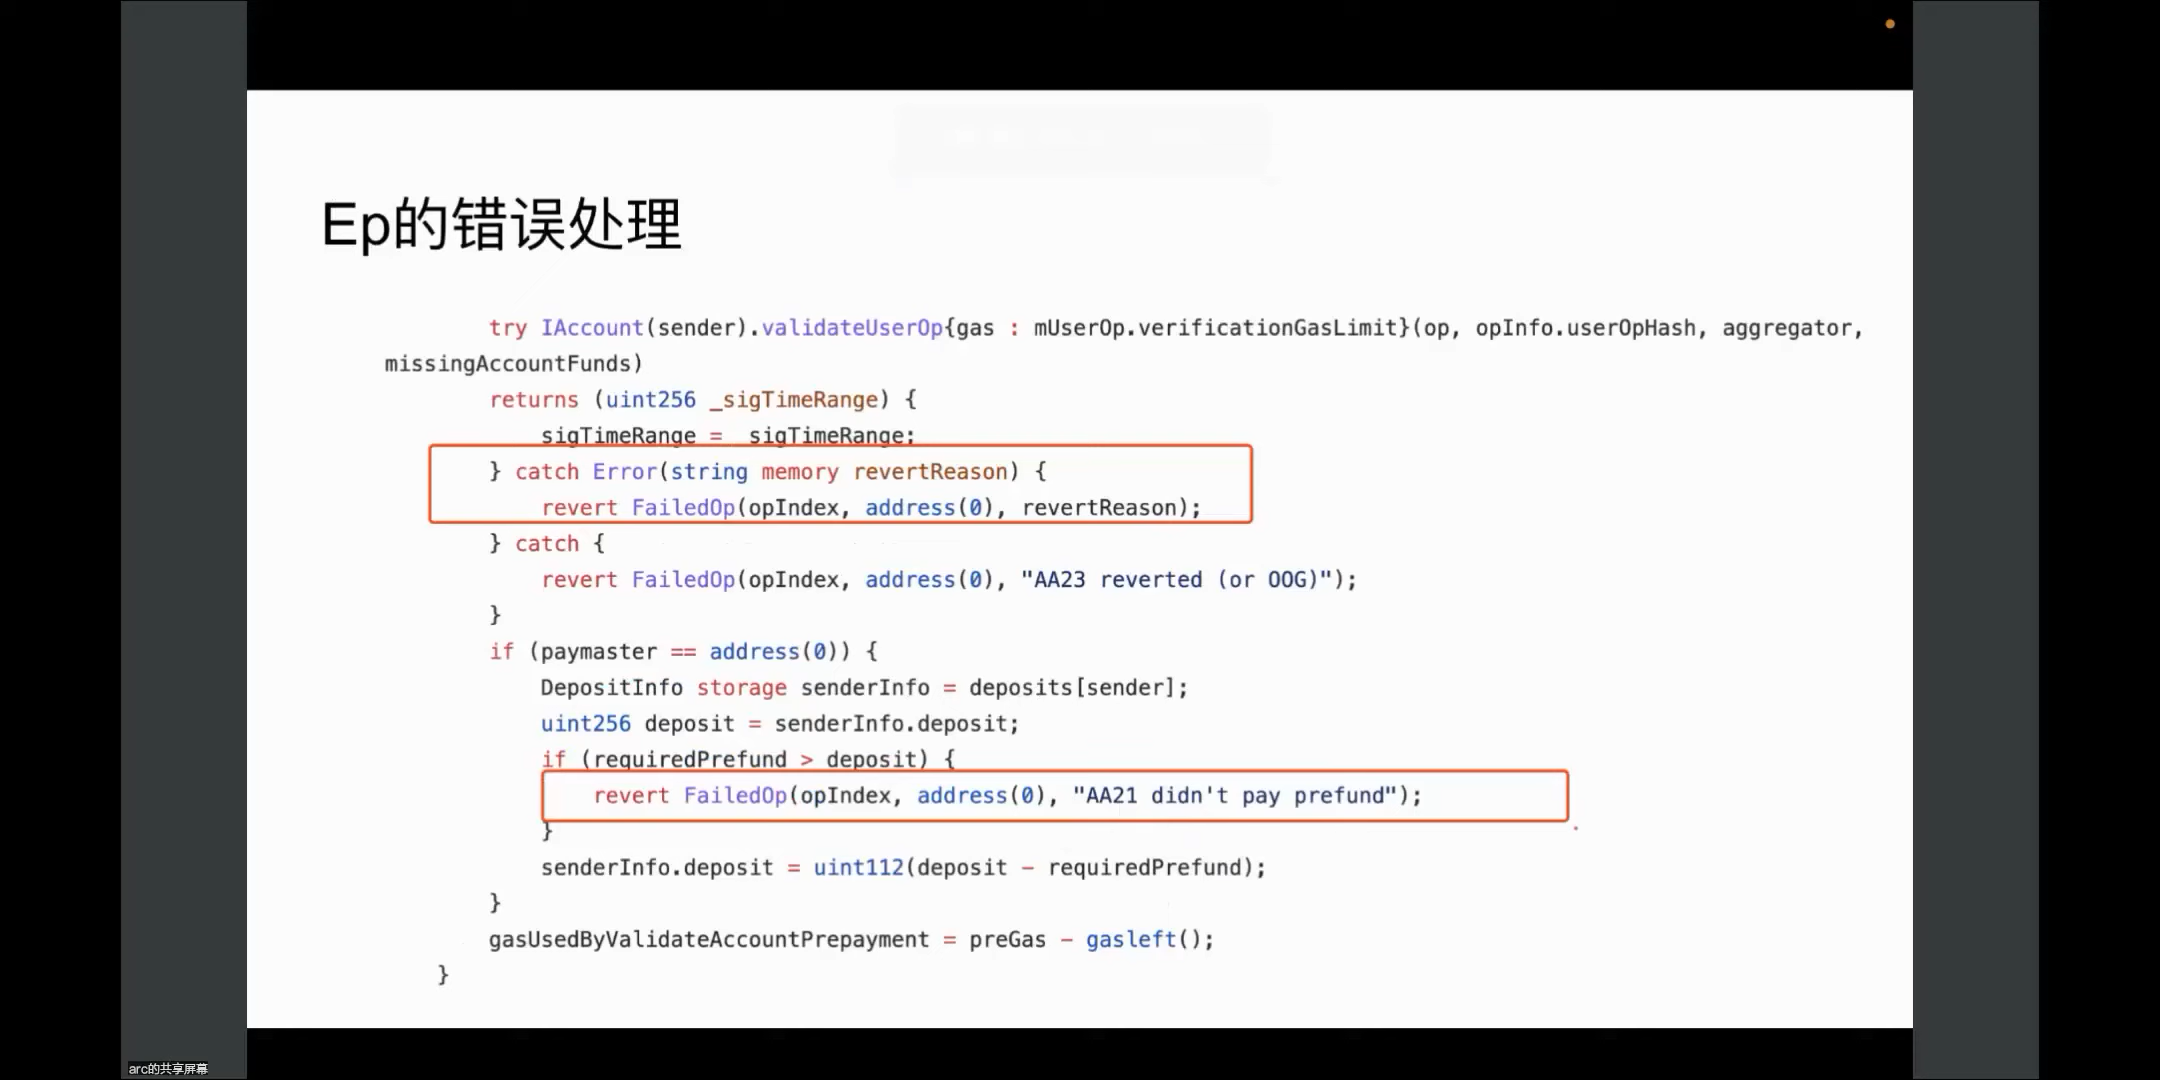 Ep的错误处理
try IAccount(sender).validateUserOp{gas : mUserOp.verificationGasLimit}(op, opInfo.userOpHash, aggregator,
missingAccountFunds)
returns (uint256 _sigTimeRange) {
sigTimeRange = _sigTimeRange;
} catch Error(string memory revertReason) {
revert FailedOp(opIndex, address(0), revertReason);
} catch {
revert FailedOp(opIndex, address(0), "AA23 reverted (or OOG)");
}
if (paymaster == address(0)) {
DepositInfo storage senderInfo = deposits[sender];
uint256 deposit = senderInfo.deposit;
if (requiredPrefund > deposit) {
revert FailedOp(opIndex, address(0), "AA21 didn't pay prefund");
}
senderInfo.deposit = uint112(deposit - requiredPrefund);
}
gasUsedByValidateAccountPrepayment = preGas - gasleft();
}
arc的共享屏幕